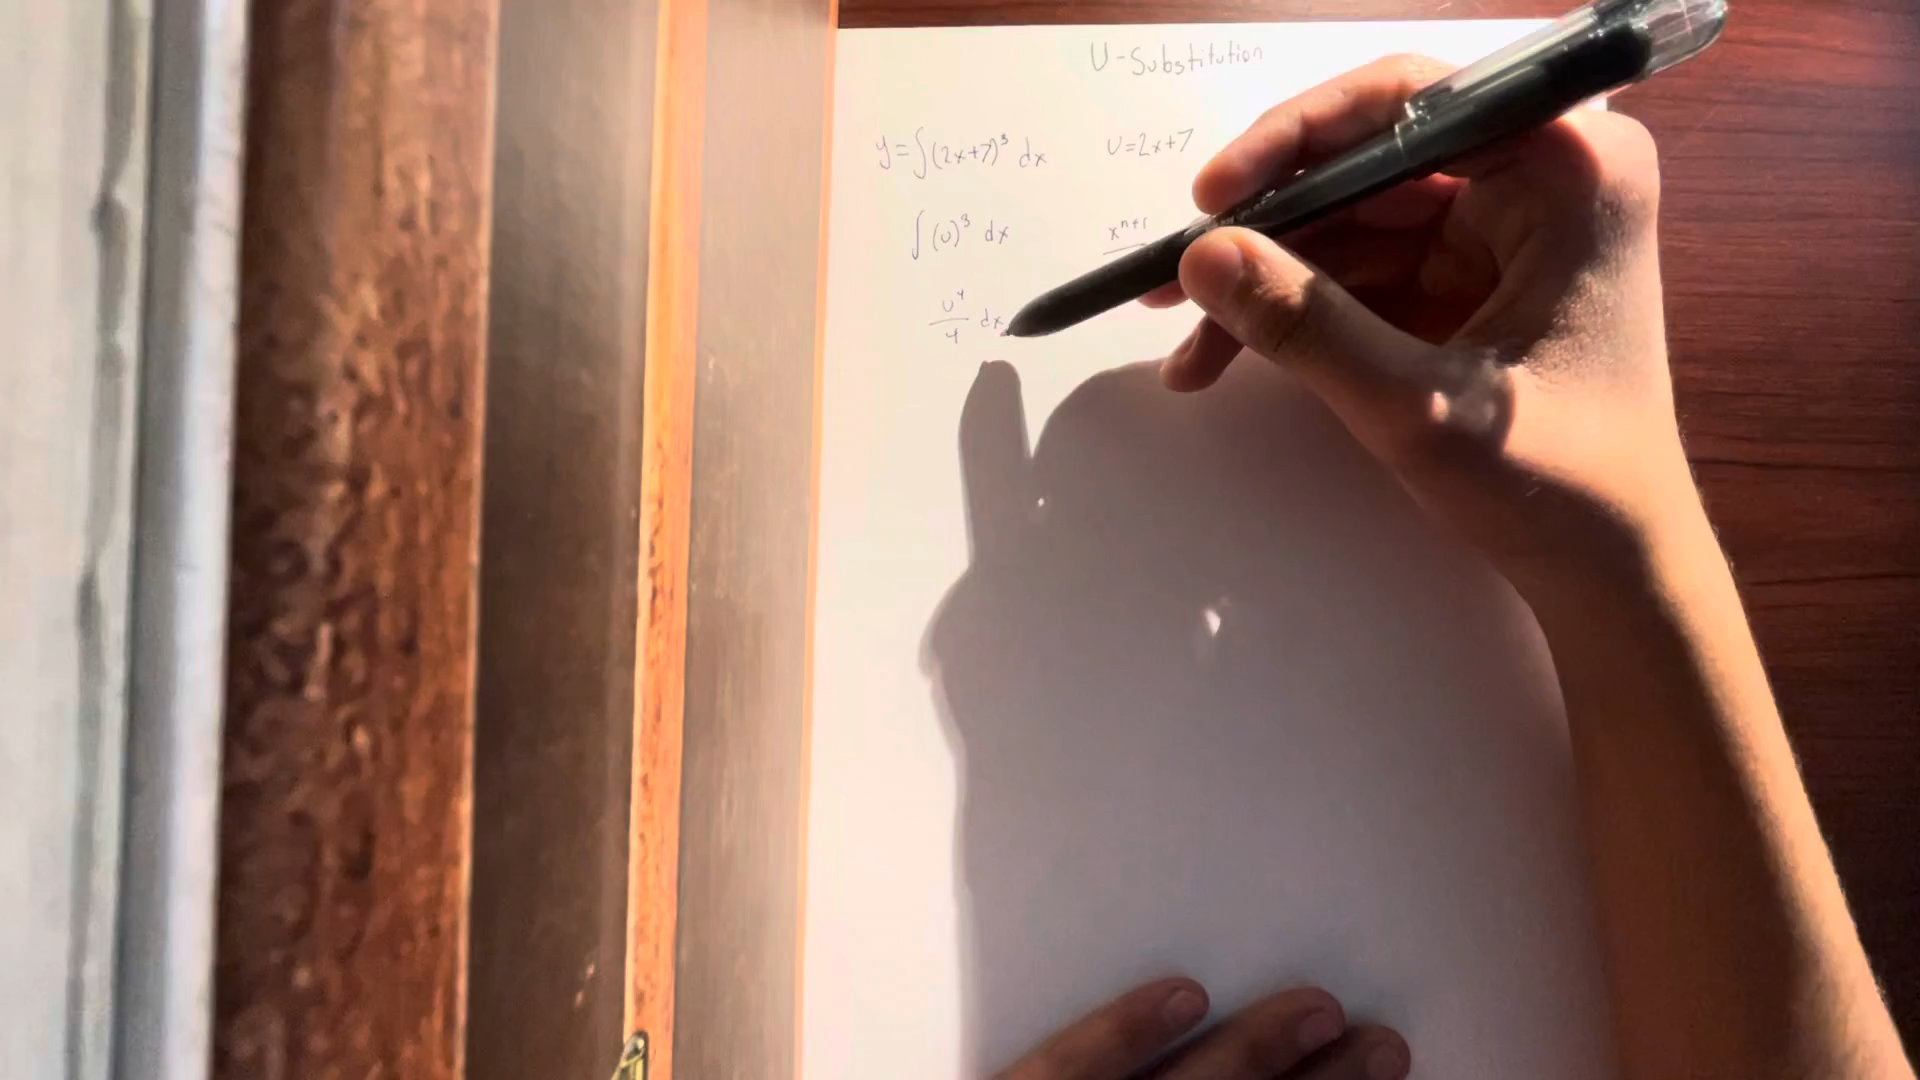 U-Substitution
y=∫(2x+7)³ dx U=2x+7
∫(U)³ dx xⁿ⁺¹
U⁴/4 dx